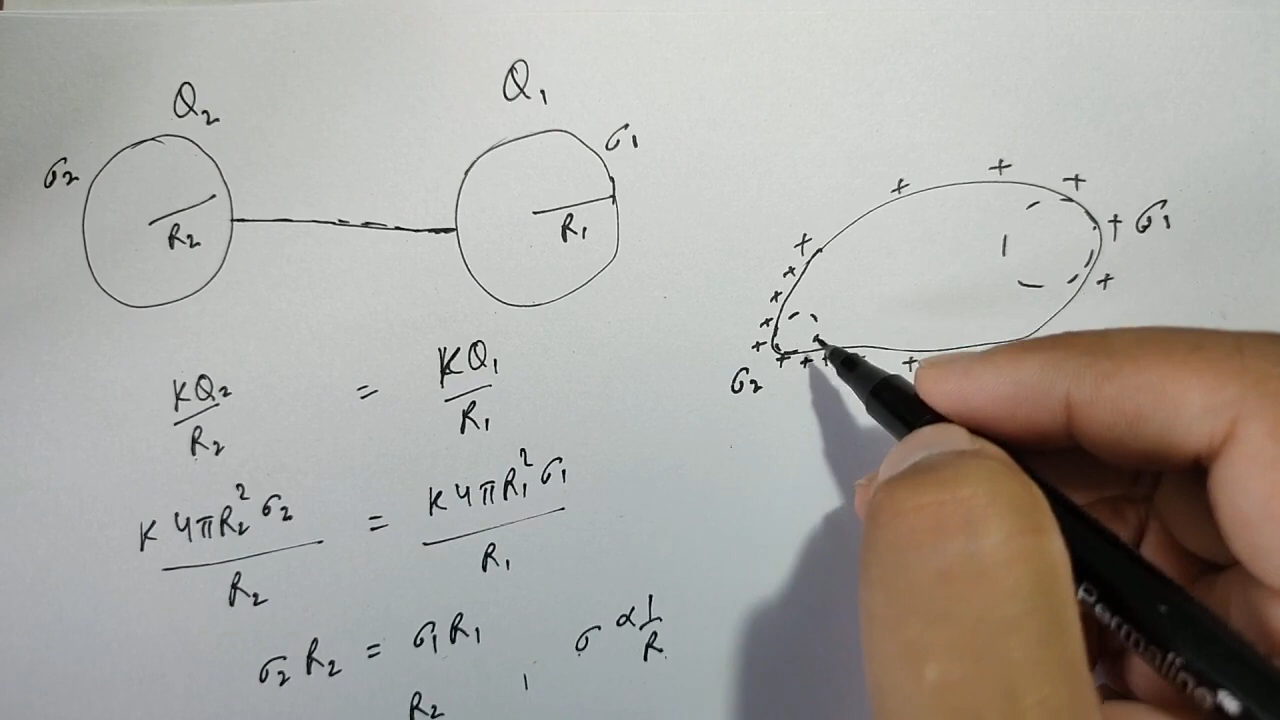 Q₂ Q₁
σ₂ σ₁
R₂ R₁
+ + + + + + + + + + + + + + +
σ₁
σ₂
KQ₂/R₂ = KQ₁/R₁
K4πR₂²σ₂/R₂ = K4πR₁²σ₁/R₁
σ₂R₂ = σ₁R₁ , σ α 1/R
R₂
Permaline